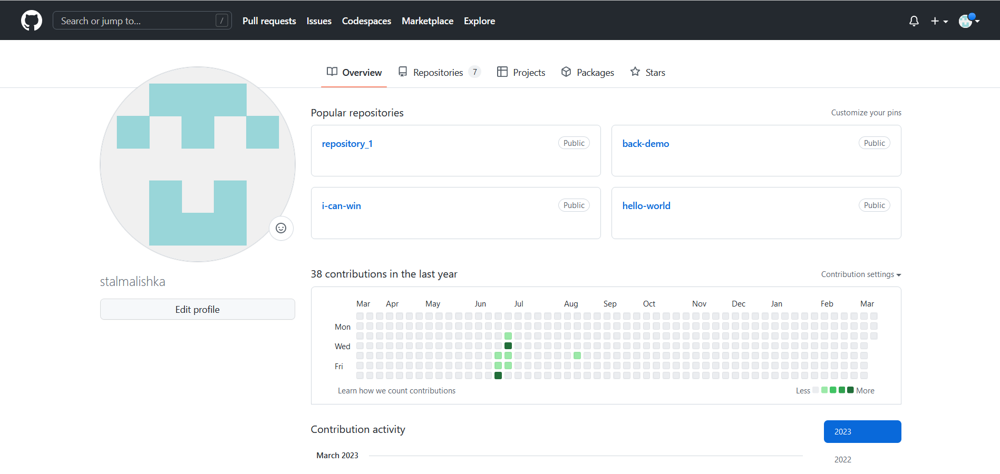 Search or jump to... / Pull requests Issues Codespaces Marketplace Explore
Overview Repositories 7 Projects Packages Stars
Popular repositories Customize your pins
repository_1 Public back-demo Public
i-can-win Public hello-world Public
stalmalishka
Edit profile
38 contributions in the last year Contribution settings
Mar Apr May Jun Jul Aug Sep Oct Nov Dec Jan Feb Mar
Mon
Wed
Fri
Learn how we count contributions Less More
Contribution activity 2023
March 2023
2022